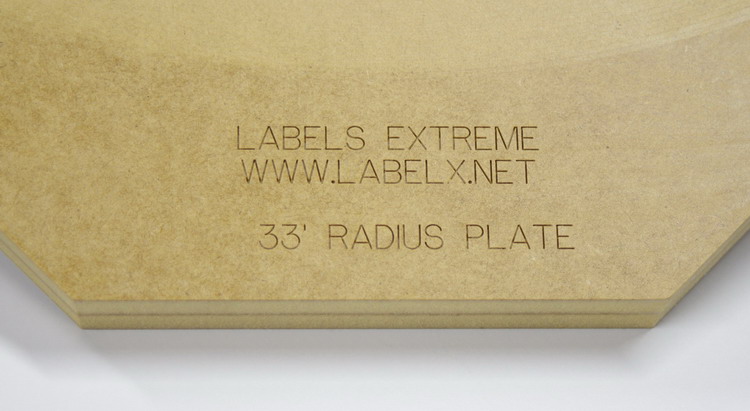 LABELS EXTREME
WWW.LABELX.NET
33' RADIUS PLATE